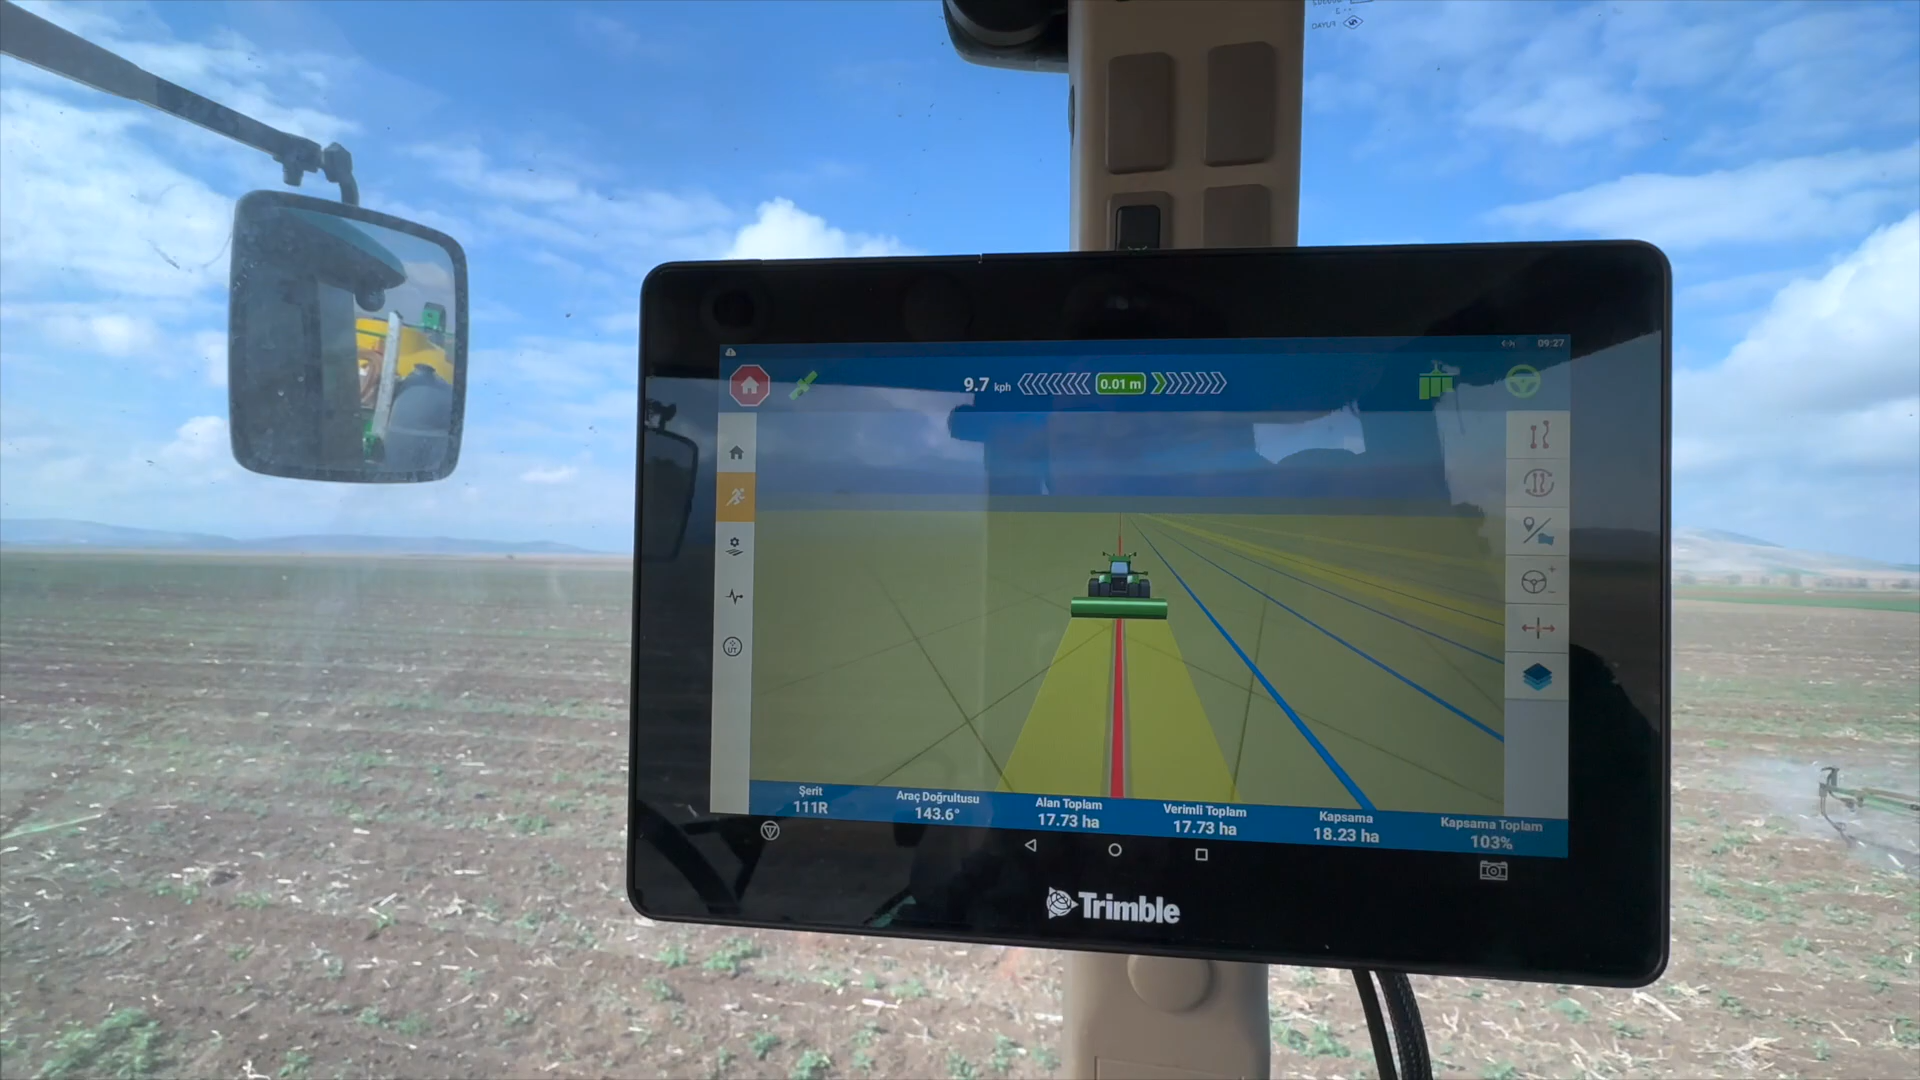 09:27
9.7 kph
0.01 m
UT
Şerit
111R
Araç Doğrultusu
143.6°
Alan Toplam
17.73 ha
Verimli Toplam
17.73 ha
Kapsama
18.23 ha
Kapsama Toplam
103%
Trimble